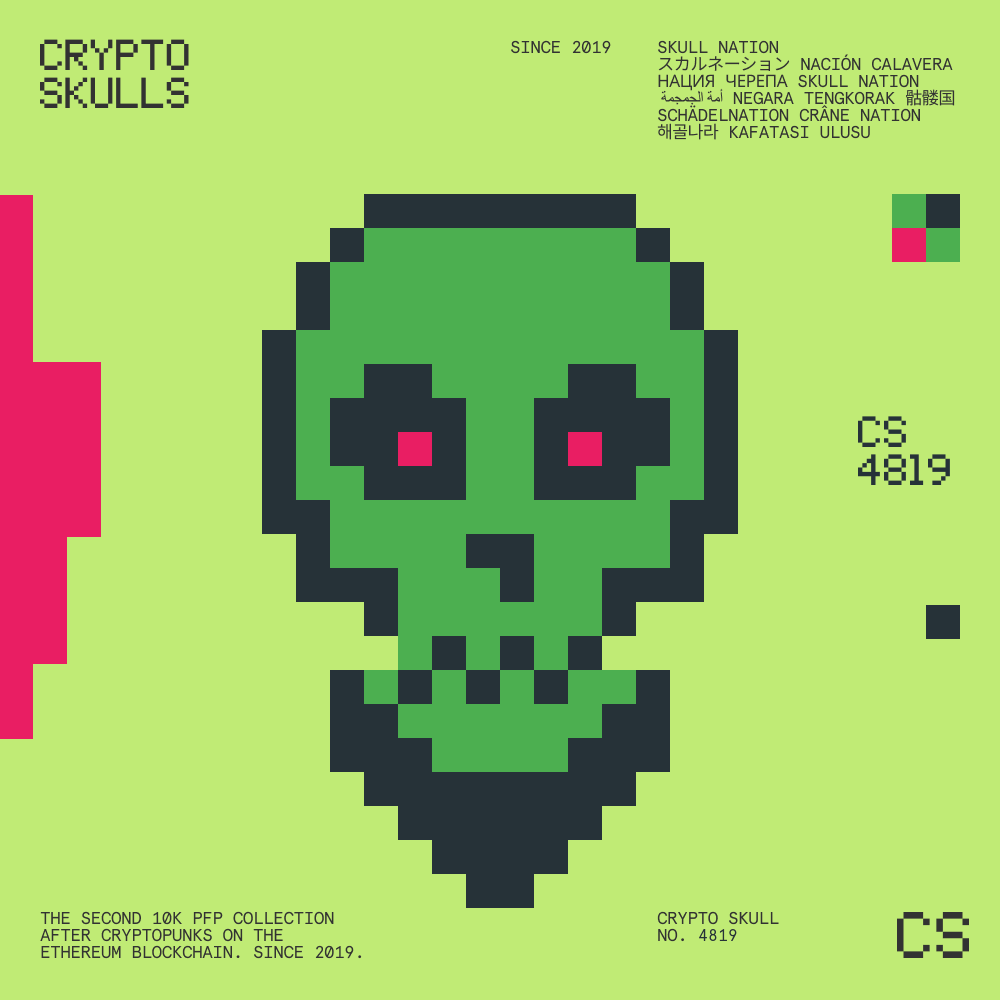 CRYPTO
SKULLS
SINCE 2019
SKULL NATION
スカルネーション NACIÓN CALAVERA
НАЦИЯ ЧЕРЕПА SKULL NATION
أمة الجمجمة NEGARA TENGKORAK 骷髅国
SCHÄDELNATION CRÂNE NATION
해골나라 KAFATASI ULUSU
CS
4819
THE SECOND 10K PFP COLLECTION
AFTER CRYPTOPUNKS ON THE
ETHEREUM BLOCKCHAIN. SINCE 2019.
CRYPTO SKULL
NO. 4819
CS